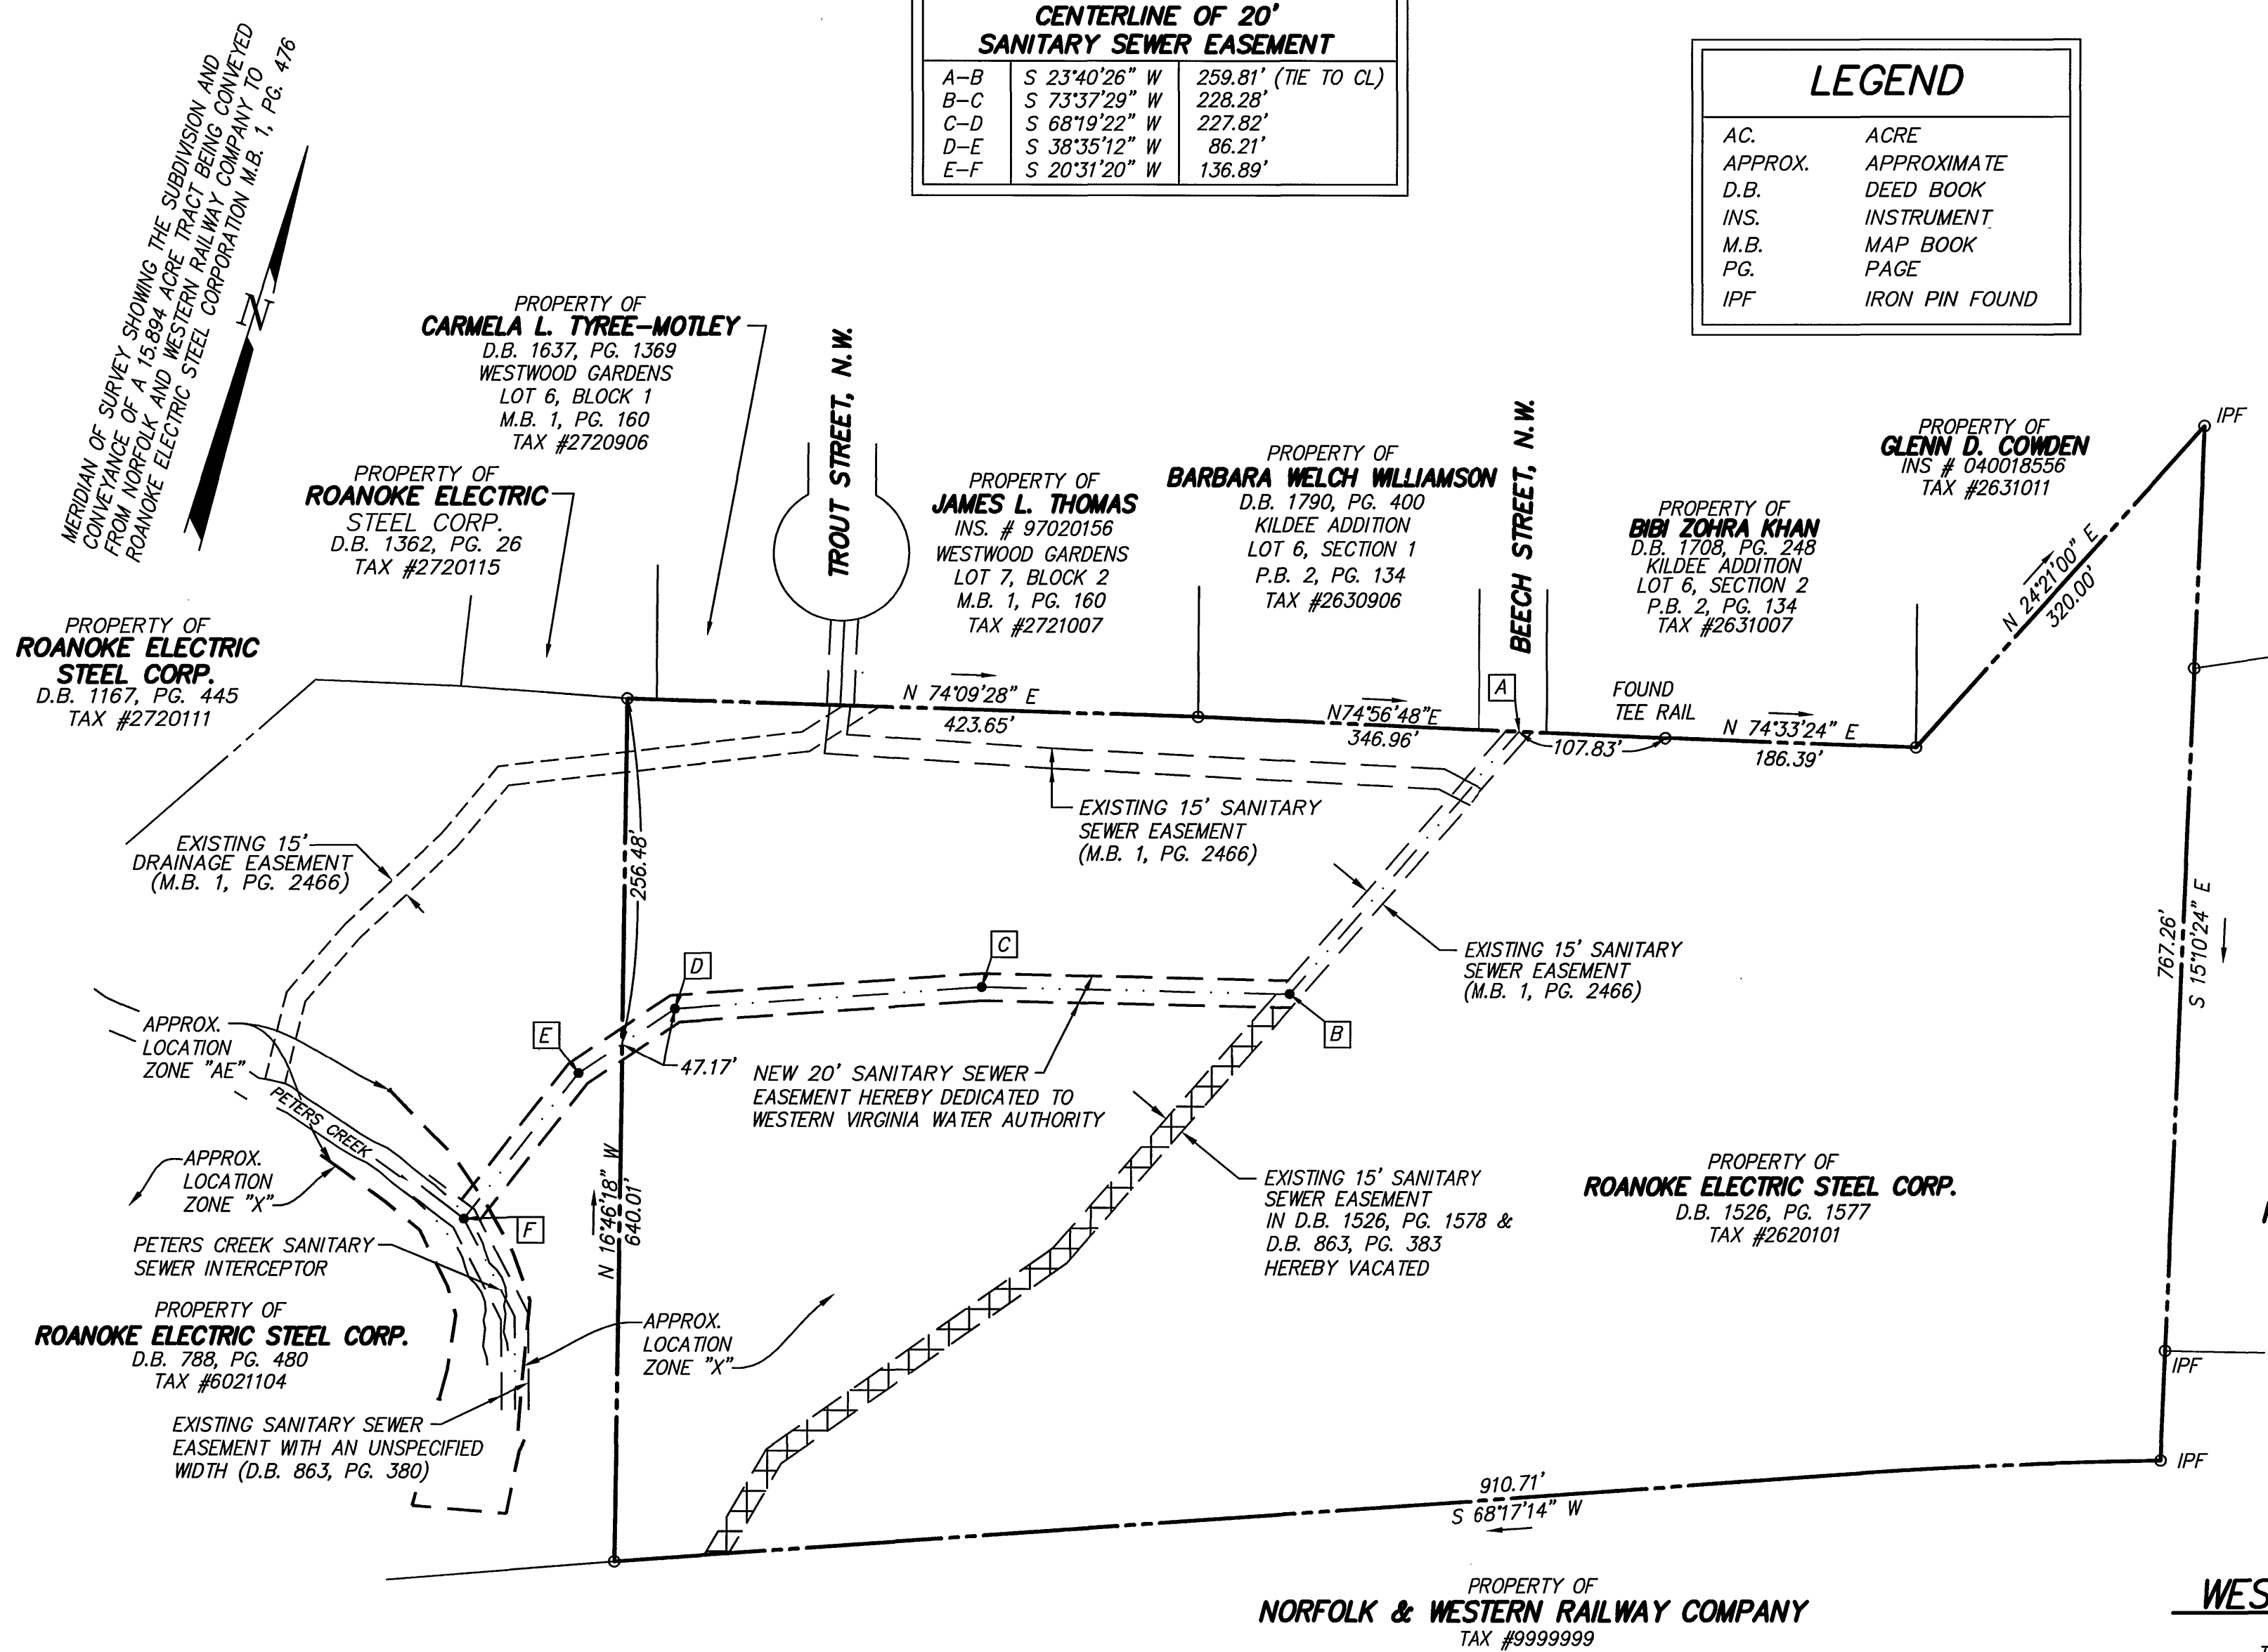 CENTERLINE OF 20'
SANITARY SEWER EASEMENT
A-B S 23°40'26" W 259.81' (TIE TO CL)
B-C S 73°37'29" W 228.28'
C-D S 68°19'22" W 227.82'
D-E S 38°35'12" W 86.21'
E-F S 20°31'20" W 136.89'
LEGEND
AC. ACRE
APPROX. APPROXIMATE
D.B. DEED BOOK
INS. INSTRUMENT
M.B. MAP BOOK
PG. PAGE
IPF IRON PIN FOUND
MERIDIAN OF SURVEY SHOWING THE SUBDIVISION AND
CONVEYANCE OF A 15.894 ACRE TRACT BEING CONVEYED
FROM NORFOLK AND WESTERN RAILWAY COMPANY TO
ROANOKE ELECTRIC STEEL CORPORATION M.B. 1, PG. 476
N
PROPERTY OF
CARMELA L. TYREE-MOTLEY
D.B. 1637, PG. 1369
WESTWOOD GARDENS
LOT 6, BLOCK 1
M.B. 1, PG. 160
TAX #2720906
PROPERTY OF
ROANOKE ELECTRIC
STEEL CORP.
D.B. 1362, PG. 26
TAX #2720115
PROPERTY OF
ROANOKE ELECTRIC
STEEL CORP.
D.B. 1167, PG. 445
TAX #2720111
TROUT STREET, N.W.
PROPERTY OF
JAMES L. THOMAS
INS. # 97020156
WESTWOOD GARDENS
LOT 7, BLOCK 2
M.B. 1, PG. 160
TAX #2721007
PROPERTY OF
BARBARA WELCH WILLIAMSON
D.B. 1790, PG. 400
KILDEE ADDITION
LOT 6, SECTION 1
P.B. 2, PG. 134
TAX #2630906
BEECH STREET, N.W.
PROPERTY OF
BIBI ZOHRA KHAN
D.B. 1708, PG. 248
KILDEE ADDITION
LOT 6, SECTION 2
P.B. 2, PG. 134
TAX #2631007
PROPERTY OF
GLENN D. COWDEN
INS # 040018556
TAX #2631011
IPF
N 24°21'00" E
320.00'
N 74°09'28" E
423.65'
N74°56'48"E
346.96'
A
107.83'
FOUND
TEE RAIL
N 74°33'24" E
186.39'
767.26'
S 15°10'24" E
256.48'
EXISTING 15'
DRAINAGE EASEMENT
(M.B. 1, PG. 2466)
EXISTING 15' SANITARY
SEWER EASEMENT
(M.B. 1, PG. 2466)
EXISTING 15' SANITARY
SEWER EASEMENT
(M.B. 1, PG. 2466)
C
D
E
B
F
47.17'
NEW 20' SANITARY SEWER
EASEMENT HEREBY DEDICATED TO
WESTERN VIRGINIA WATER AUTHORITY
APPROX.
LOCATION
ZONE "AE"
PETERS CREEK
APPROX.
LOCATION
ZONE "X"
PETERS CREEK SANITARY
SEWER INTERCEPTOR
N 16°46'18" W
640.01'
EXISTING 15' SANITARY
SEWER EASEMENT
IN D.B. 1526, PG. 1578 &
D.B. 863, PG. 383
HEREBY VACATED
PROPERTY OF
ROANOKE ELECTRIC STEEL CORP.
D.B. 1526, PG. 1577
TAX #2620101
PROPERTY OF
ROANOKE ELECTRIC STEEL CORP.
D.B. 788, PG. 480
TAX #6021104
APPROX.
LOCATION
ZONE "X"
EXISTING SANITARY SEWER
EASEMENT WITH AN UNSPECIFIED
WIDTH (D.B. 863, PG. 380)
IPF
IPF
910.71'
S 68°17'14" W
PROPERTY OF
NORFOLK & WESTERN RAILWAY COMPANY
TAX #9999999
WES